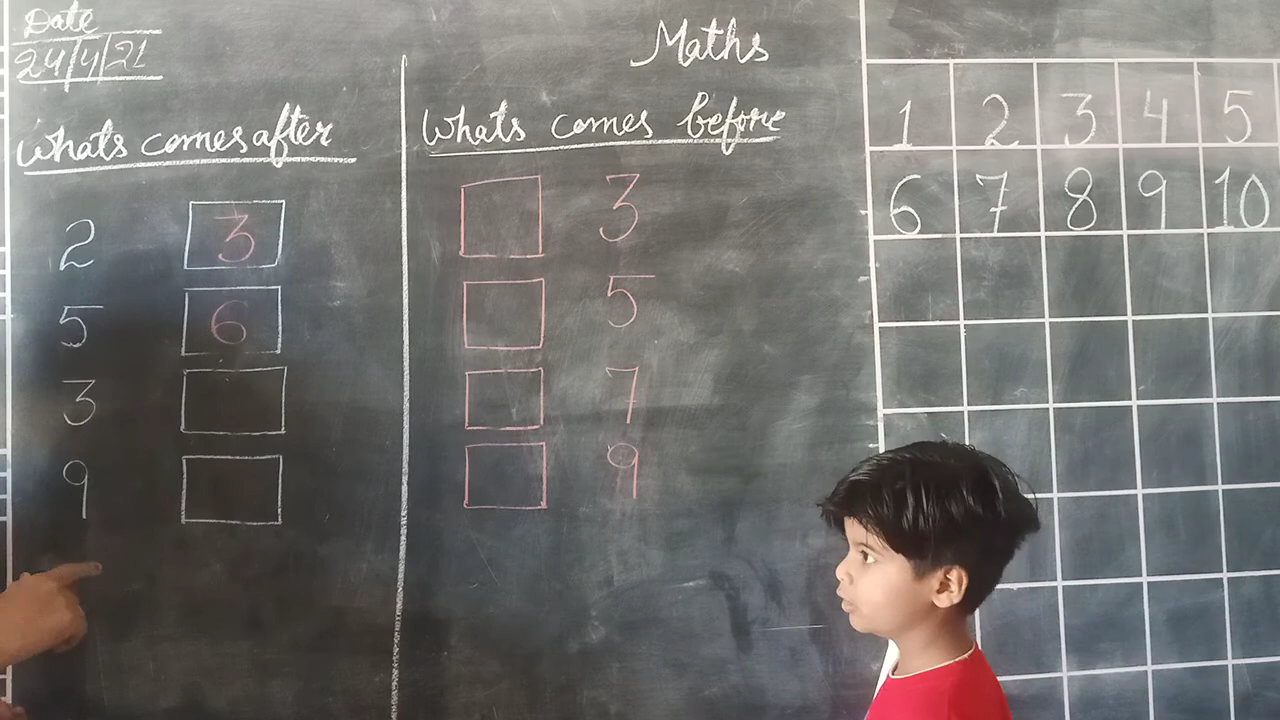 Date
24/4/21
Maths
Whats comes after
2 3
5 6
3
9
Whats comes before
3
5
7
9
1 2 3 4 5
6 7 8 9 10